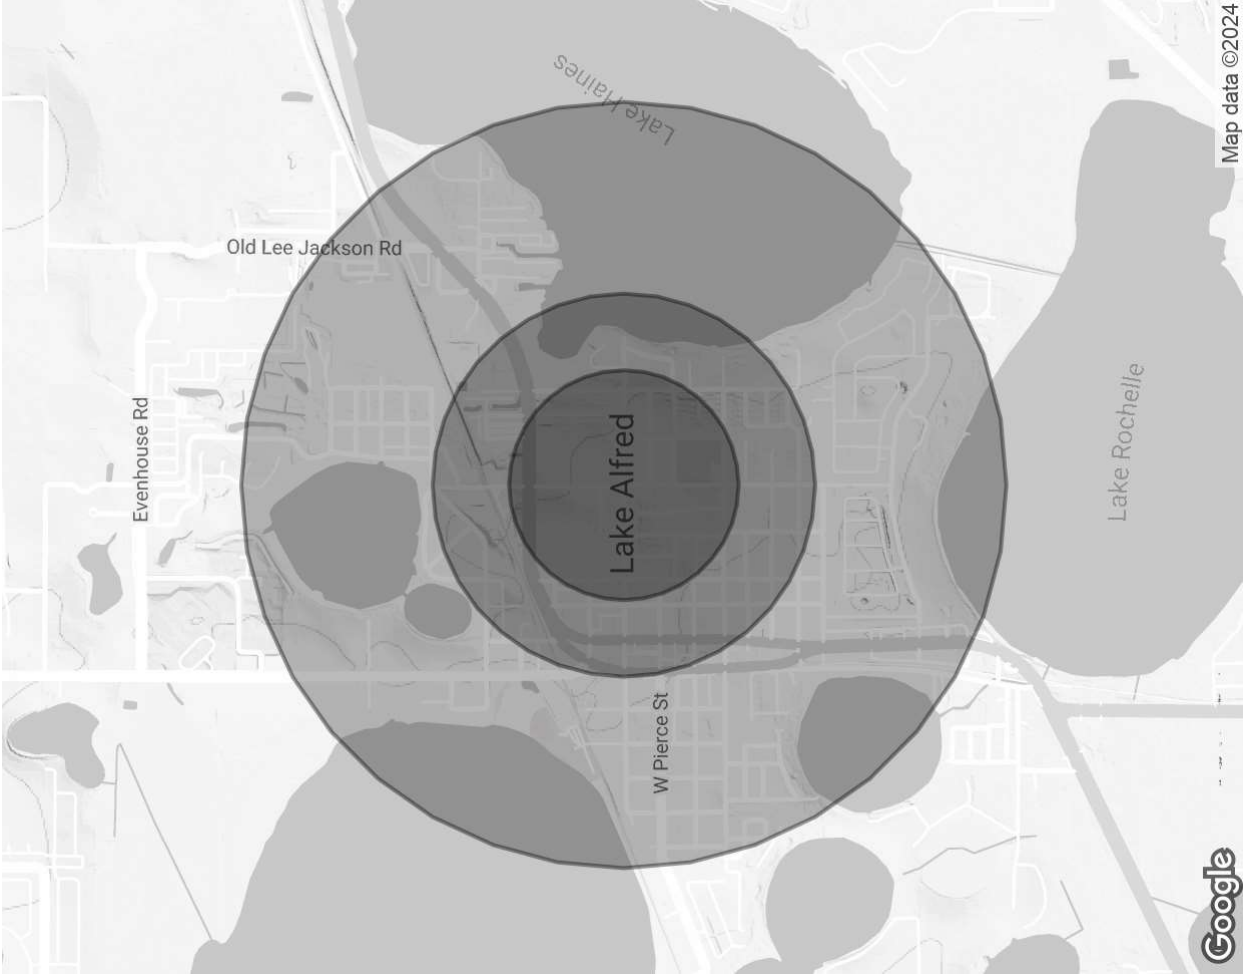 Map data ©2024
Lake Haines
Old Lee Jackson Rd
Evenhouse Rd
Lake Alfred
Lake Rochelle
W Pierce St
Google